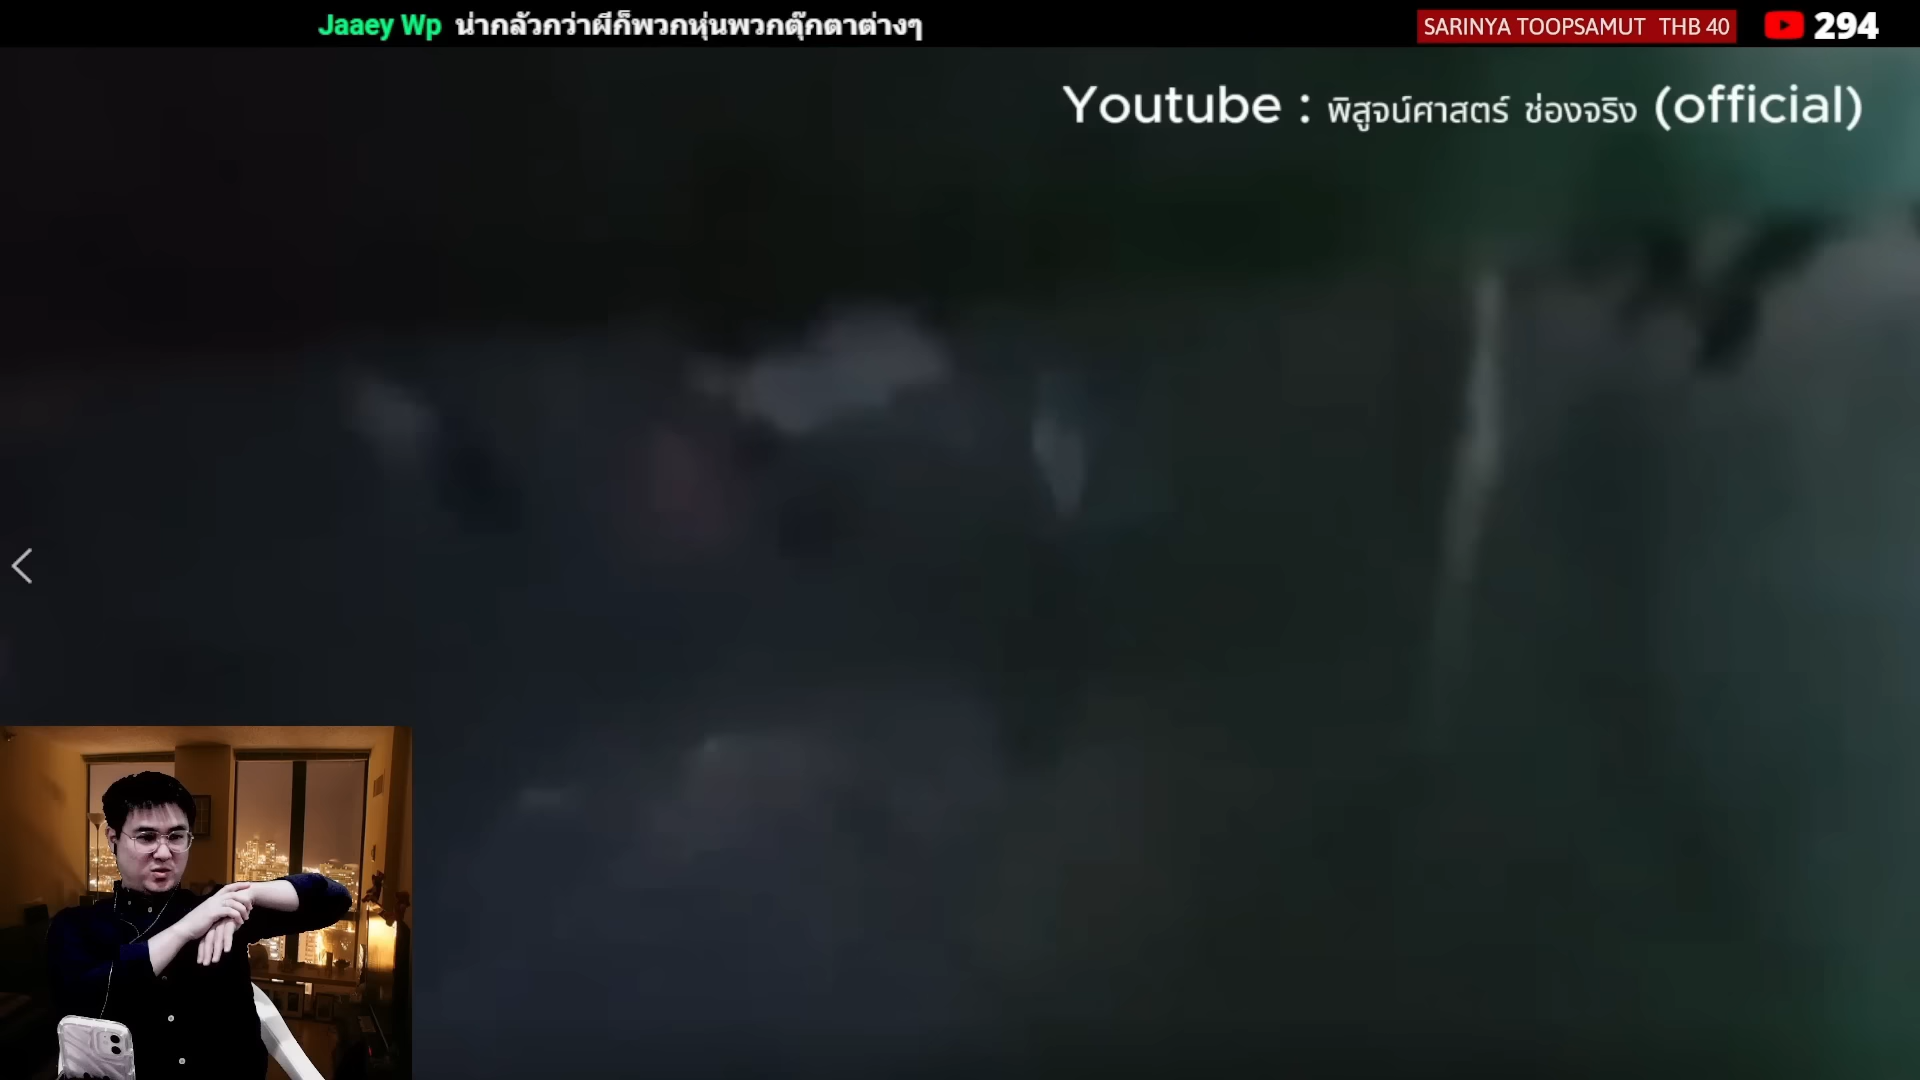 Jaaey Wp น่ากลัวกว่าผีก็พวกหุ่นพวกตุ๊กตาต่างๆ
SARINYA TOOPSAMUT THB 40
294
Youtube : พิสูจน์ศาสตร์ ช่องจริง (official)